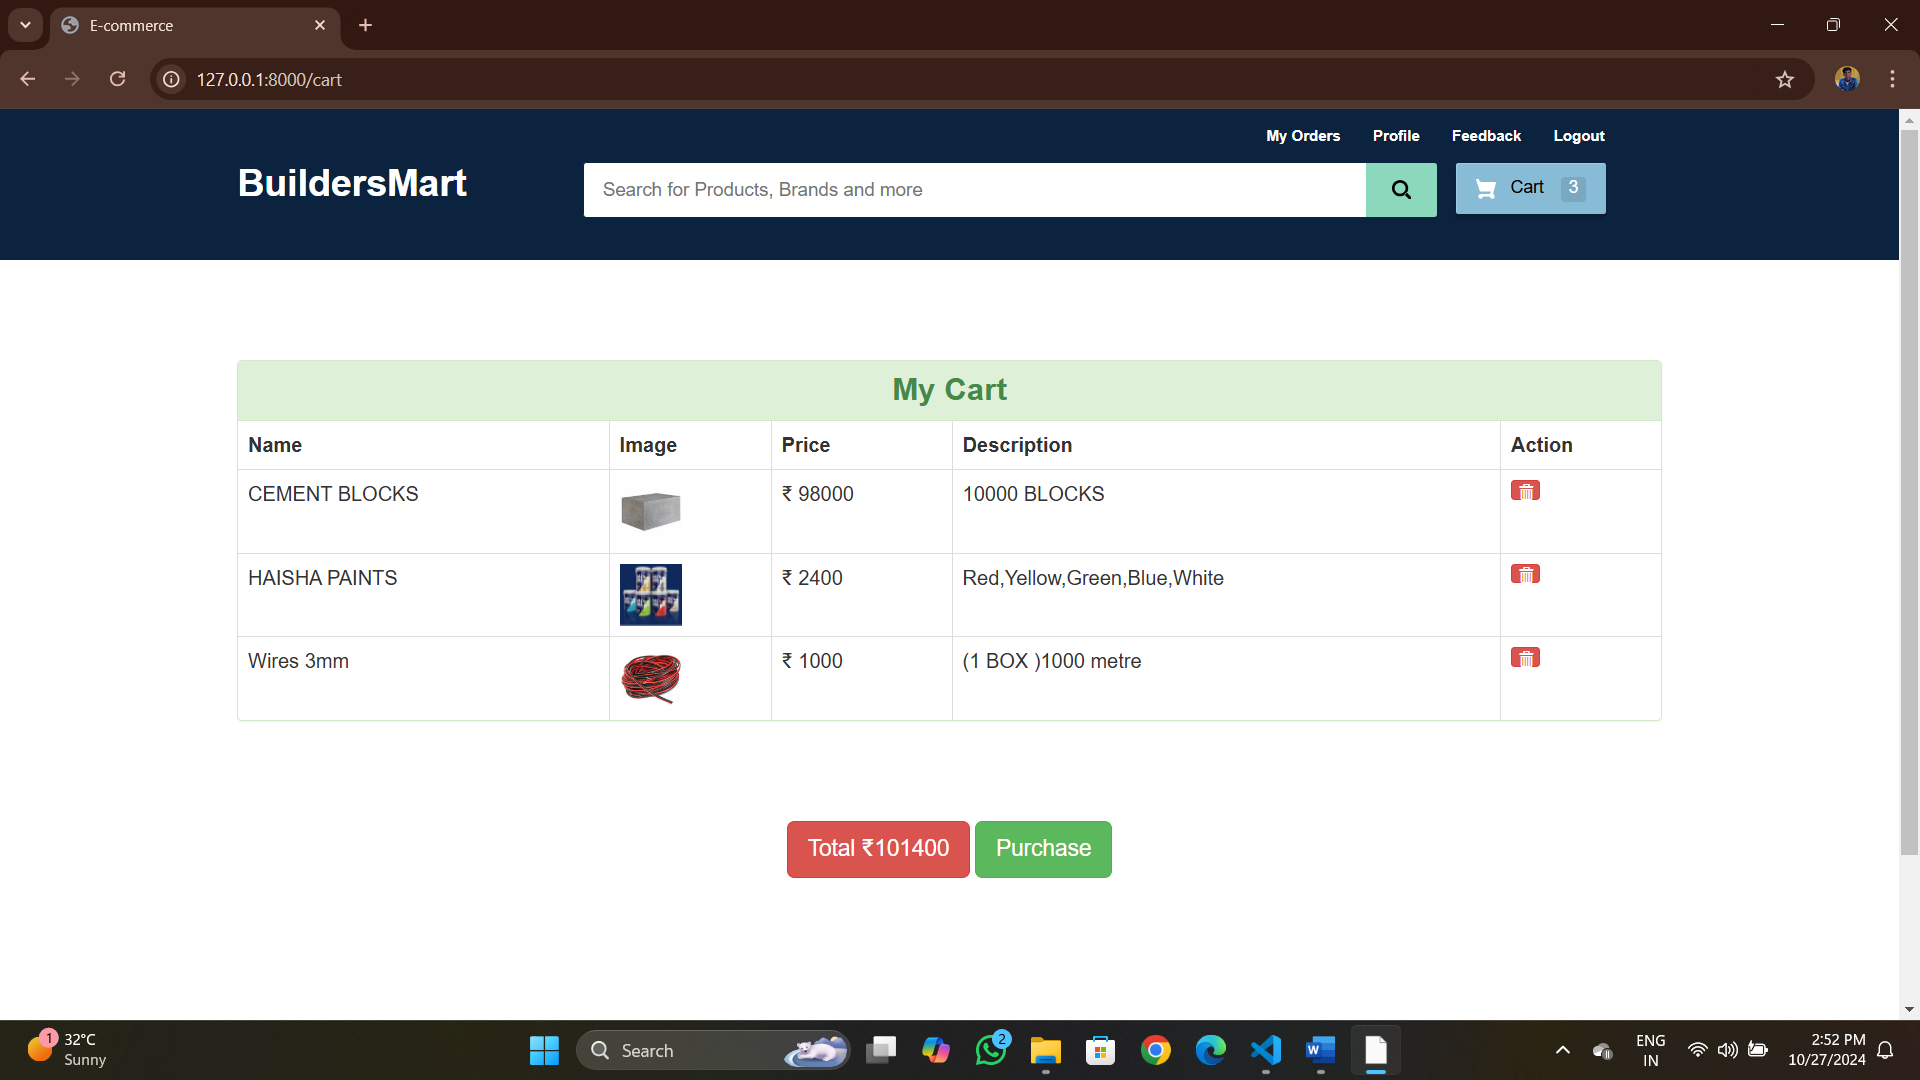 E-commerce
127.0.0.1:8000/cart
My Orders Profile Feedback Logout
BuildersMart
Search for Products, Brands and more
Cart 3
My Cart
Name Image Price Description Action
CEMENT BLOCKS ₹ 98000 10000 BLOCKS
HAISHA PAINTS ₹ 2400 Red,Yellow,Green,Blue,White
Wires 3mm ₹ 1000 (1 BOX )1000 metre
Total ₹101400 Purchase
1
32°C
Sunny
Search
2
W
ENG
IN
2:52 PM
10/27/2024